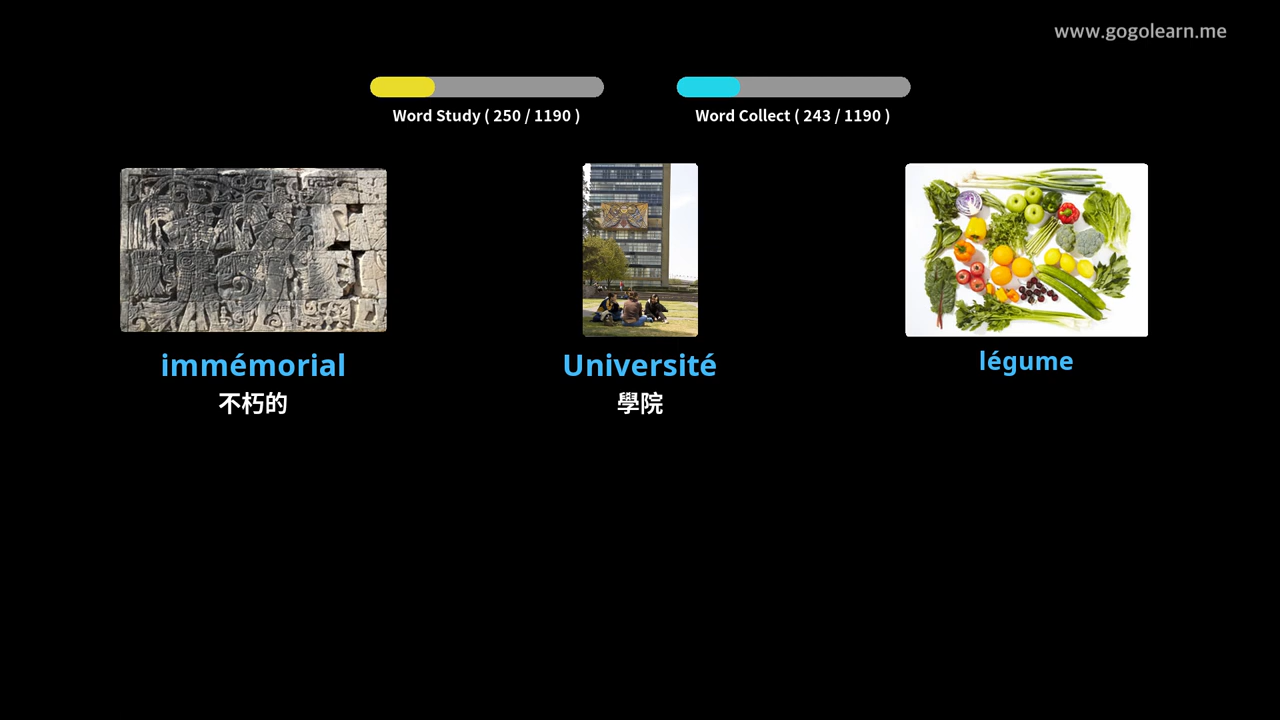 www.gogolearn.me
Word Study ( 250 / 1190 )
Word Collect ( 243 / 1190 )
immémorial
不朽的
Université
學院
légume